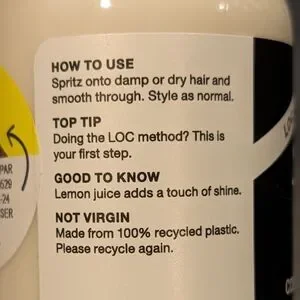 HOW TO USE
Spritz onto damp or dry hair and
smooth through. Style as normal.
TOP TIP
Doing the LOC method? This is
your first step.
GOOD TO KNOW
Lemon juice adds a touch of shine.
NOT VIRGIN
Made from 100% recycled plastic.
Please recycle again.